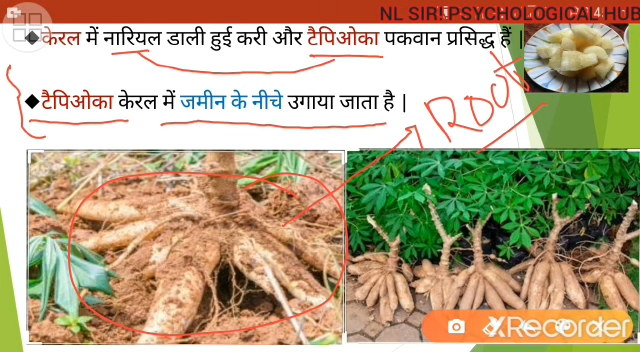 NL SIR(PSYCHOLOGICAL HUB
◆केरल में नारियल डाली हुई करी और टैपिओका पकवान प्रसिद्ध हैं |
◆टैपिओका केरल में जमीन के नीचे उगाया जाता है |
ROOT
XRecorder